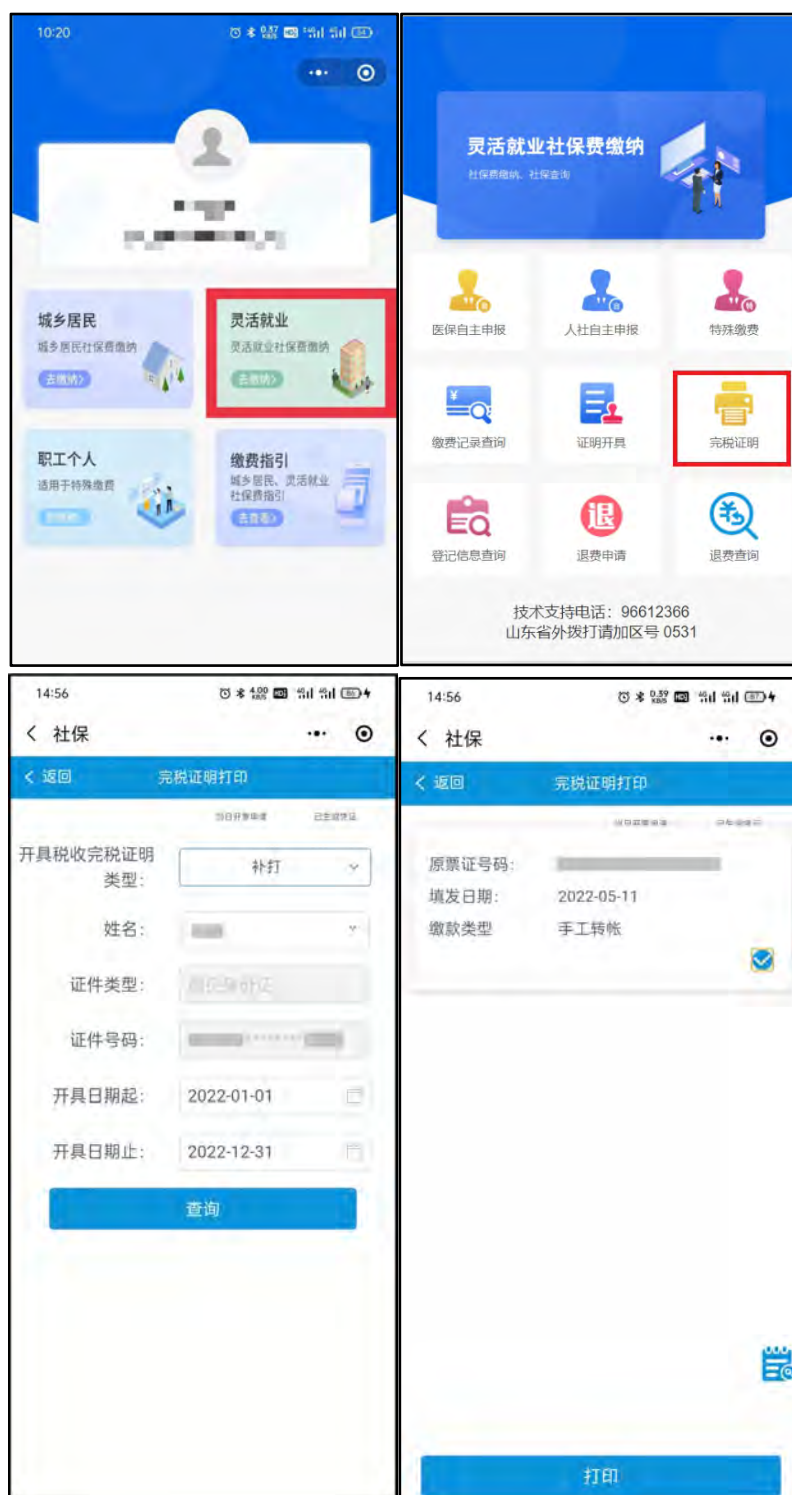 10:20
城乡居民
城乡居民社保费缴纳
去缴纳>
灵活就业
灵活就业社保费缴纳
去缴纳>
职工个人
适用于特殊缴费
缴费指引
城乡居民、灵活就业
社保费指引
去查看>
灵活就业社保费缴纳
社保费缴纳、社保查询
医保自主申报
人社自主申报
特殊缴费
缴费记录查询
证明开具
完税证明
登记信息查询
退费申请
退费查询
技术支持电话：96612366
山东省外拨打请加区号 0531
14:56
社保
返回
完税证明打印
开具税收完税证明
类型：
补打
姓名：
证件类型：
证件号码：
开具日期起：
2022-01-01
开具日期止：
2022-12-31
查询
14:56
社保
返回
完税证明打印
原票证号码：
填发日期：
2022-05-11
缴款类型
手工转帐
打印